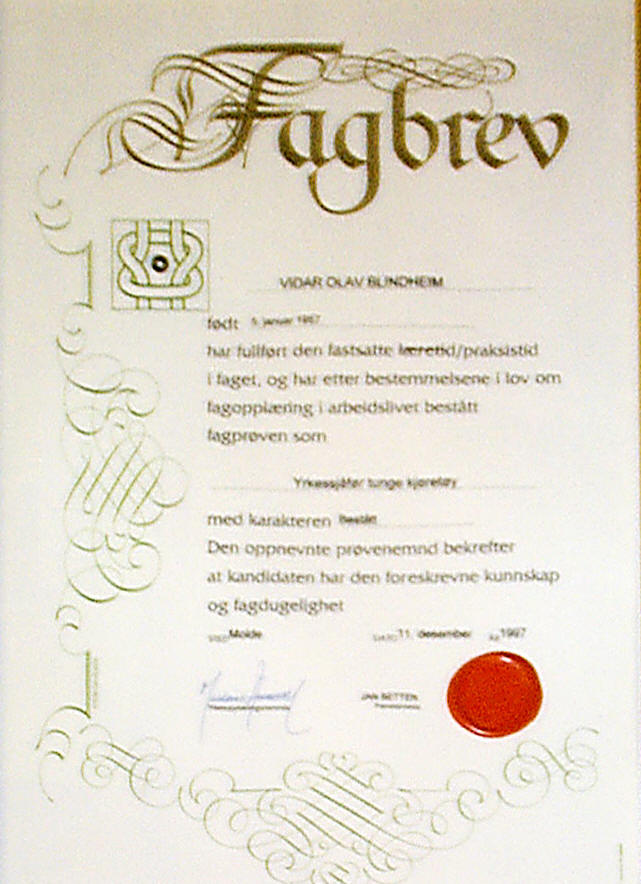 Fagbrev
VIDAR OLAV BLINDHEIM
født 5. januar 1967
har fullført den fastsatte læretid/praksistid
i faget, og har etter bestemmelsene i lov om
fagopplæring i arbeidslivet bestått
fagprøven som
Yrkessjåfør tunge kjøretøy
med karakteren Bestått
Den oppnevnte prøvenemnd bekrefter
at kandidaten har den foreskrevne kunnskap
og fagdugelighet
Molde 11. desember 1997
JAN SETTEN